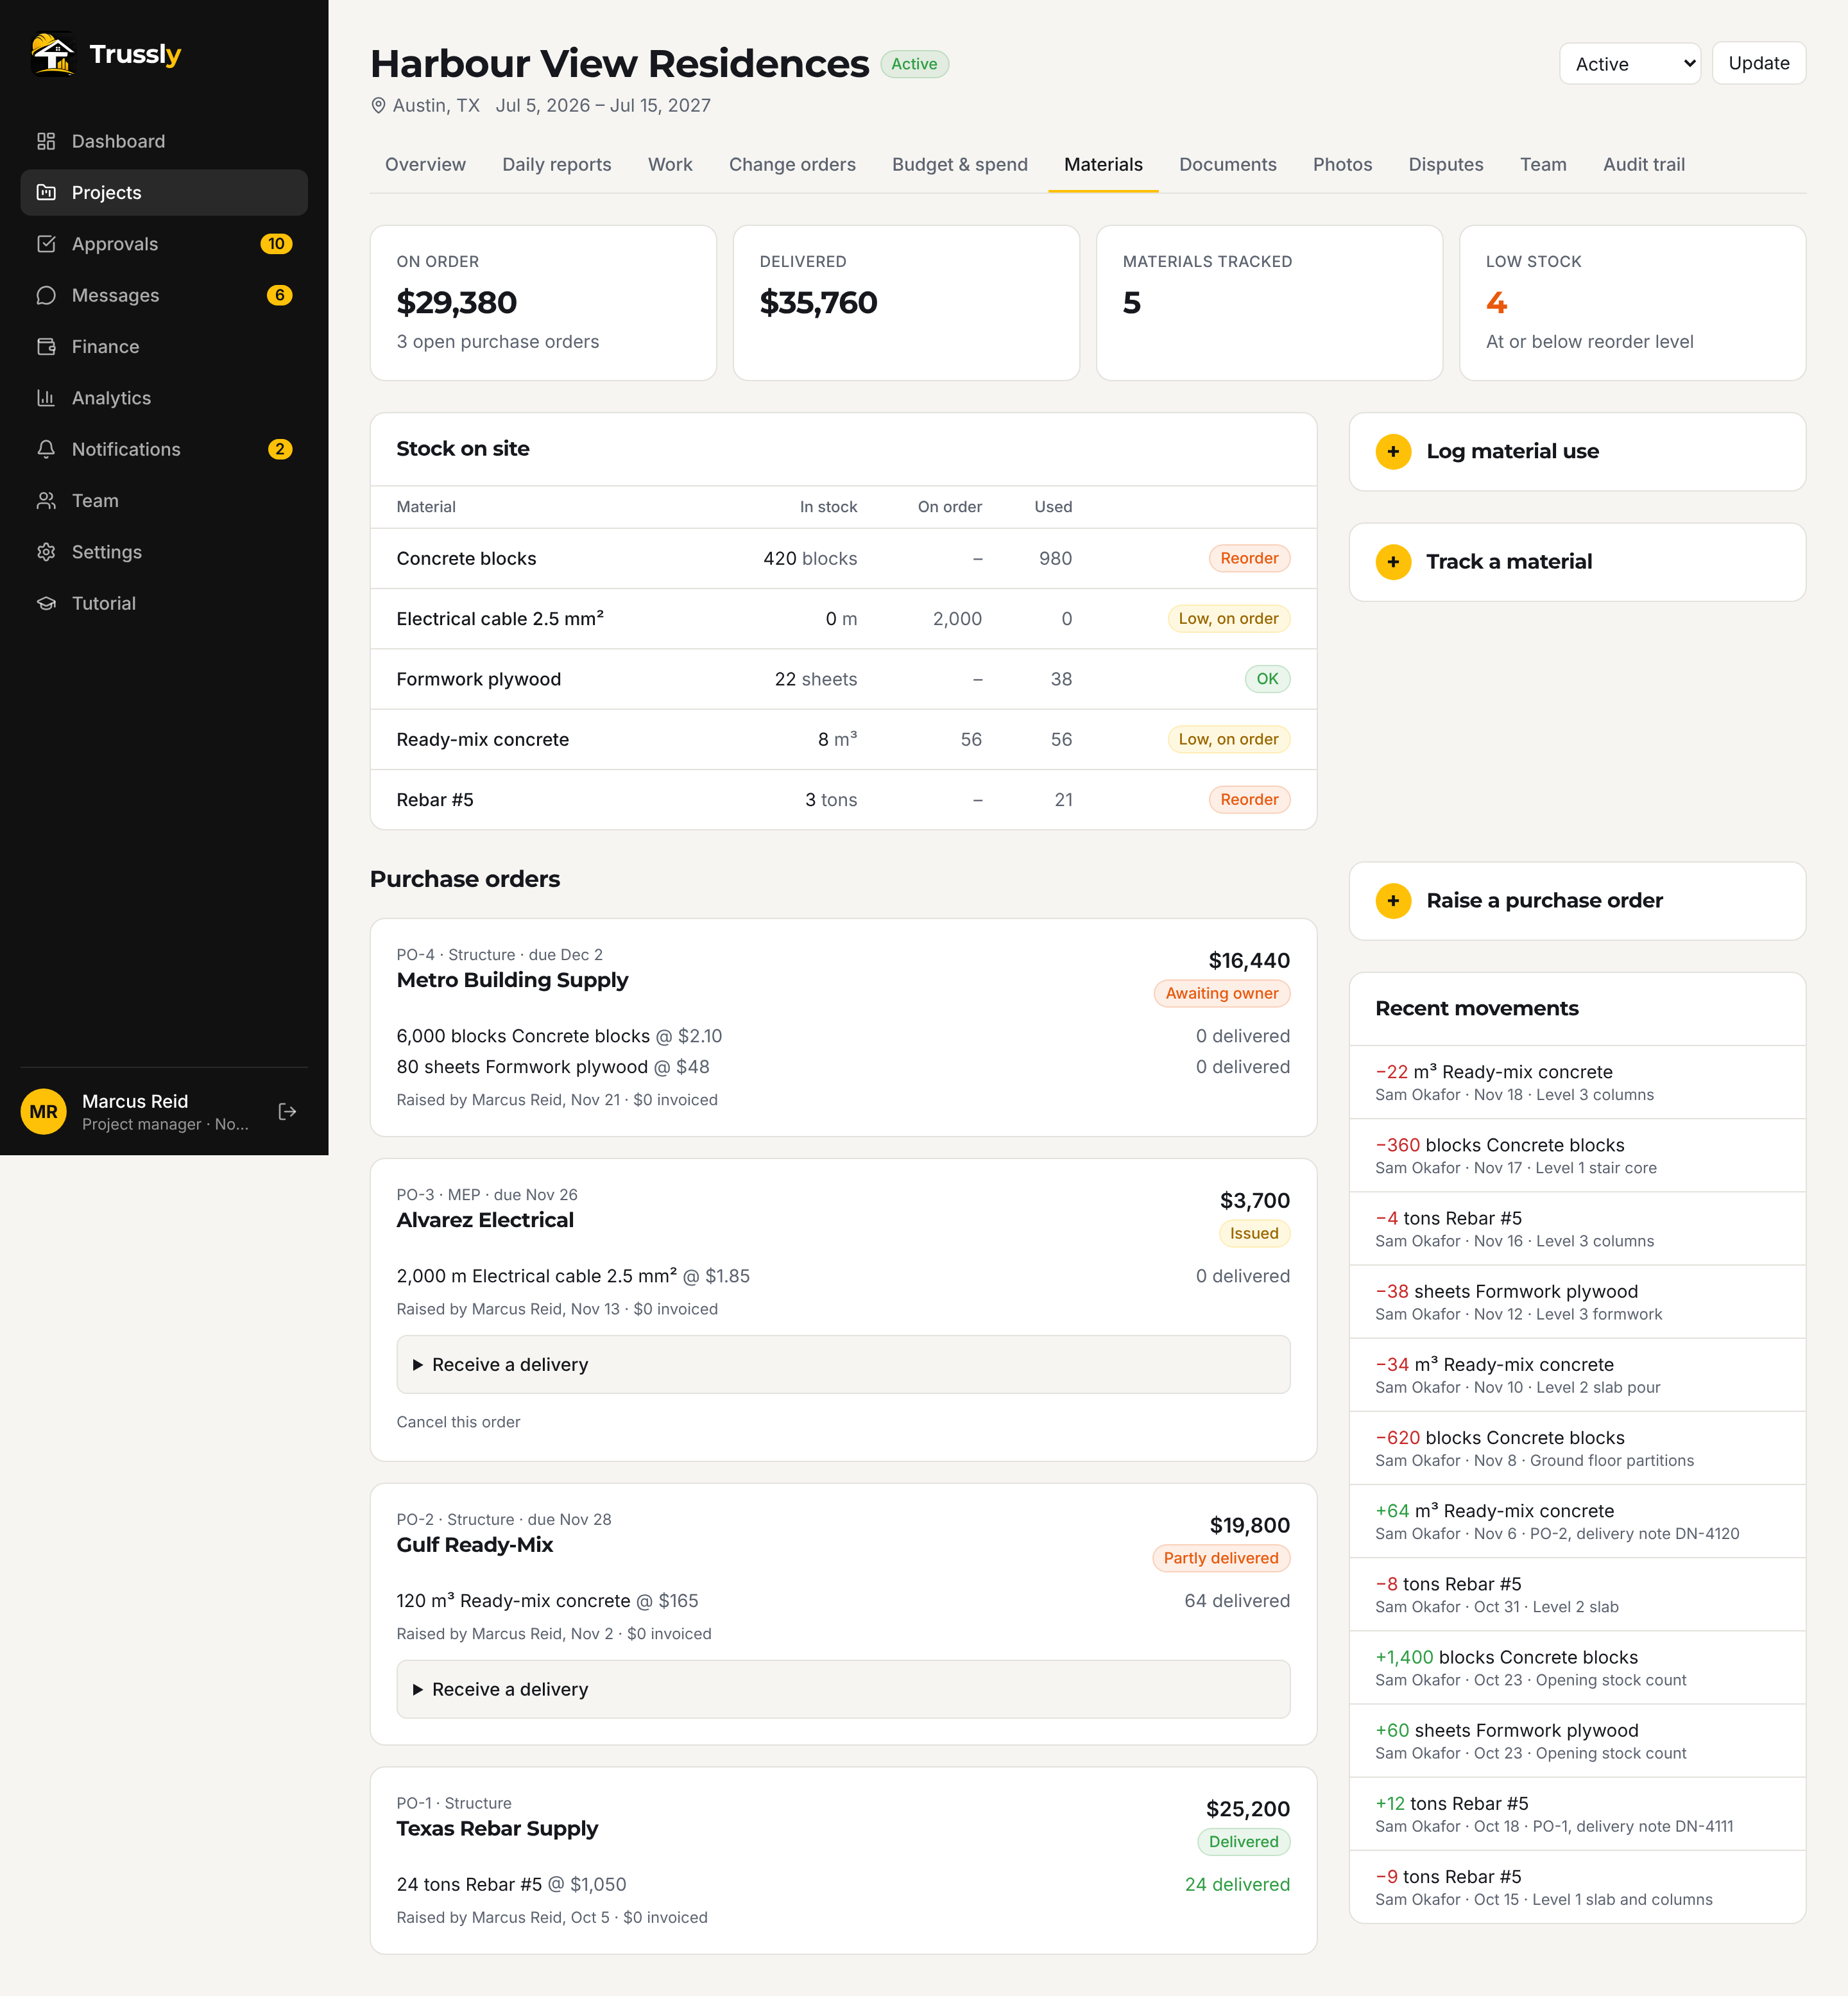 Trussly
Dashboard
Projects
Approvals 10
Messages 6
Finance
Analytics
Notifications 2
Team
Settings
Tutorial
MR
Marcus Reid
Project manager · No...
Harbour View Residences Active
Austin, TX Jul 5, 2026 – Jul 15, 2027
Active Update
Overview Daily reports Work Change orders Budget & spend Materials Documents Photos Disputes Team Audit trail
ON ORDER
$29,380
3 open purchase orders
DELIVERED
$35,760
MATERIALS TRACKED
5
LOW STOCK
4
At or below reorder level
Stock on site
Material In stock On order Used
Concrete blocks 420 blocks – 980 Reorder
Electrical cable 2.5 mm² 0 m 2,000 0 Low, on order
Formwork plywood 22 sheets – 38 OK
Ready-mix concrete 8 m³ 56 56 Low, on order
Rebar #5 3 tons – 21 Reorder
+ Log material use
+ Track a material
Purchase orders
PO-4 · Structure · due Dec 2
Metro Building Supply
$16,440
Awaiting owner
6,000 blocks Concrete blocks @ $2.10 0 delivered
80 sheets Formwork plywood @ $48 0 delivered
Raised by Marcus Reid, Nov 21 · $0 invoiced
PO-3 · MEP · due Nov 26
Alvarez Electrical
$3,700
Issued
2,000 m Electrical cable 2.5 mm² @ $1.85 0 delivered
Raised by Marcus Reid, Nov 13 · $0 invoiced
Receive a delivery
Cancel this order
PO-2 · Structure · due Nov 28
Gulf Ready-Mix
$19,800
Partly delivered
120 m³ Ready-mix concrete @ $165 64 delivered
Raised by Marcus Reid, Nov 2 · $0 invoiced
Receive a delivery
PO-1 · Structure
Texas Rebar Supply
$25,200
Delivered
24 tons Rebar #5 @ $1,050 24 delivered
Raised by Marcus Reid, Oct 5 · $0 invoiced
+ Raise a purchase order
Recent movements
−22 m³ Ready-mix concrete
Sam Okafor · Nov 18 · Level 3 columns
−360 blocks Concrete blocks
Sam Okafor · Nov 17 · Level 1 stair core
−4 tons Rebar #5
Sam Okafor · Nov 16 · Level 3 columns
−38 sheets Formwork plywood
Sam Okafor · Nov 12 · Level 3 formwork
−34 m³ Ready-mix concrete
Sam Okafor · Nov 10 · Level 2 slab pour
−620 blocks Concrete blocks
Sam Okafor · Nov 8 · Ground floor partitions
+64 m³ Ready-mix concrete
Sam Okafor · Nov 6 · PO-2, delivery note DN-4120
−8 tons Rebar #5
Sam Okafor · Oct 31 · Level 2 slab
+1,400 blocks Concrete blocks
Sam Okafor · Oct 23 · Opening stock count
+60 sheets Formwork plywood
Sam Okafor · Oct 23 · Opening stock count
+12 tons Rebar #5
Sam Okafor · Oct 18 · PO-1, delivery note DN-4111
−9 tons Rebar #5
Sam Okafor · Oct 15 · Level 1 slab and columns